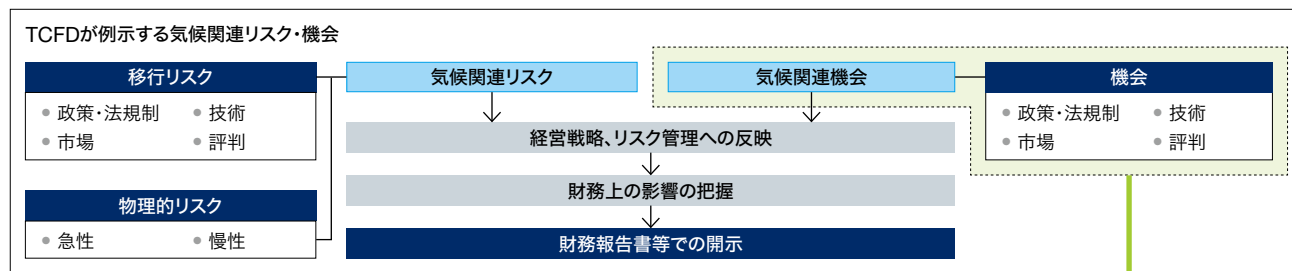 TCFDが例示する気候関連リスク・機会
移行リスク
● 政策・法規制 ● 技術
● 市場 ● 評判
物理的リスク
● 急性 ● 慢性
気候関連リスク
気候関連機会
経営戦略、リスク管理への反映
財務上の影響の把握
財務報告書等での開示
機会
● 政策・法規制 ● 技術
● 市場 ● 評判